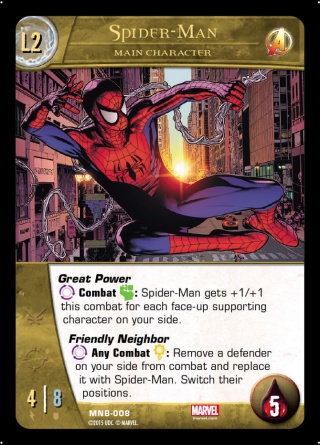 L2
SPIDER-MAN
MAIN CHARACTER
A
Great Power
Combat : Spider-Man gets +1/+1
this combat for each face-up supporting
character on your side.
Friendly Neighbor
Any Combat : Remove a defender
on your side from combat and replace
it with Spider-Man. Switch their
positions.
4 | 8
MNB-008
©2015 UDC. © MARVEL.
MARVEL
5